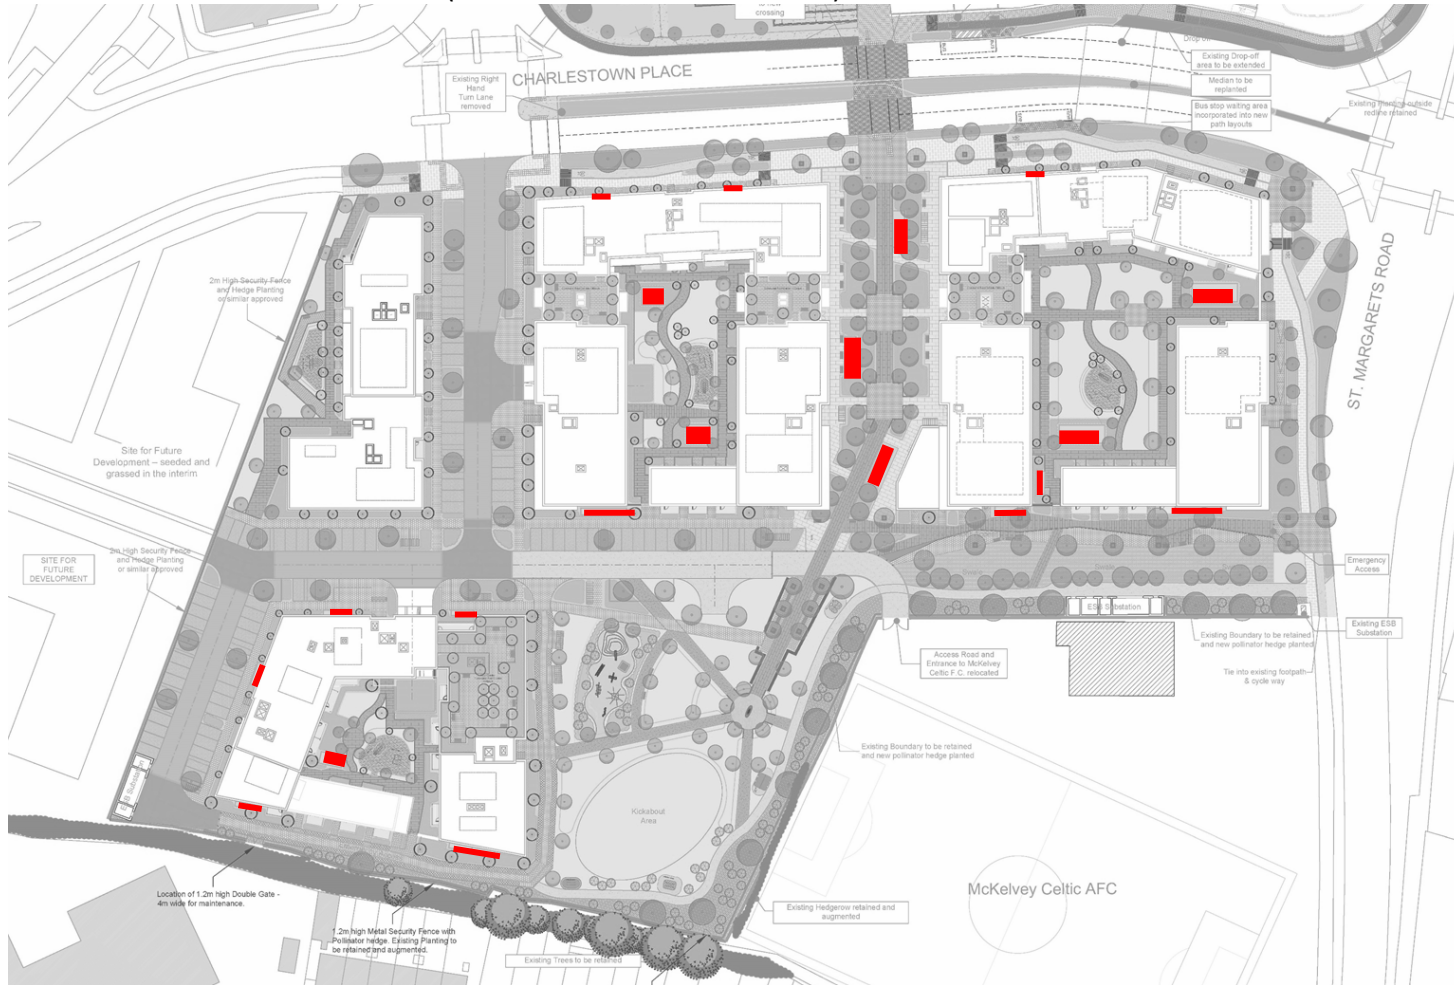 crossing
CHARLESTOWN PLACE
Existing Right
Hand
Turn Lane
removed
Existing Drop-off
area to be extended
Median to be
replanted
Bus stop waiting area
incorporated into new
path layouts
Existing Planting outside
redline retained
ST. MARGARETS ROAD
2m High Security Fence
and Hedge Planting
or similar approved
Site for Future
Development – seeded and
grassed in the interim
SITE FOR
FUTURE
DEVELOPMENT
2m High Security Fence
and Hedge Planting
or similar approved
Emergency
Access
ESB Substation
Existing ESB
Substation
Existing Boundary to be retained
and new pollinator hedge planted
Tie into existing footpath
& cycle way
Access Road and
Entrance to McKelvey
Celtic F.C. relocated
Existing Boundary to be retained
and new pollinator hedge planted
ESB Substation
Kickabout
Area
McKelvey Celtic AFC
Location of 1.2m high Double Gate -
4m wide for maintenance.
Existing Hedgerow retained and
augmented
1.2m high Metal Security Fence with
Pollinator hedge. Existing Planting to
be retained and augmented.
Existing Trees to be retained